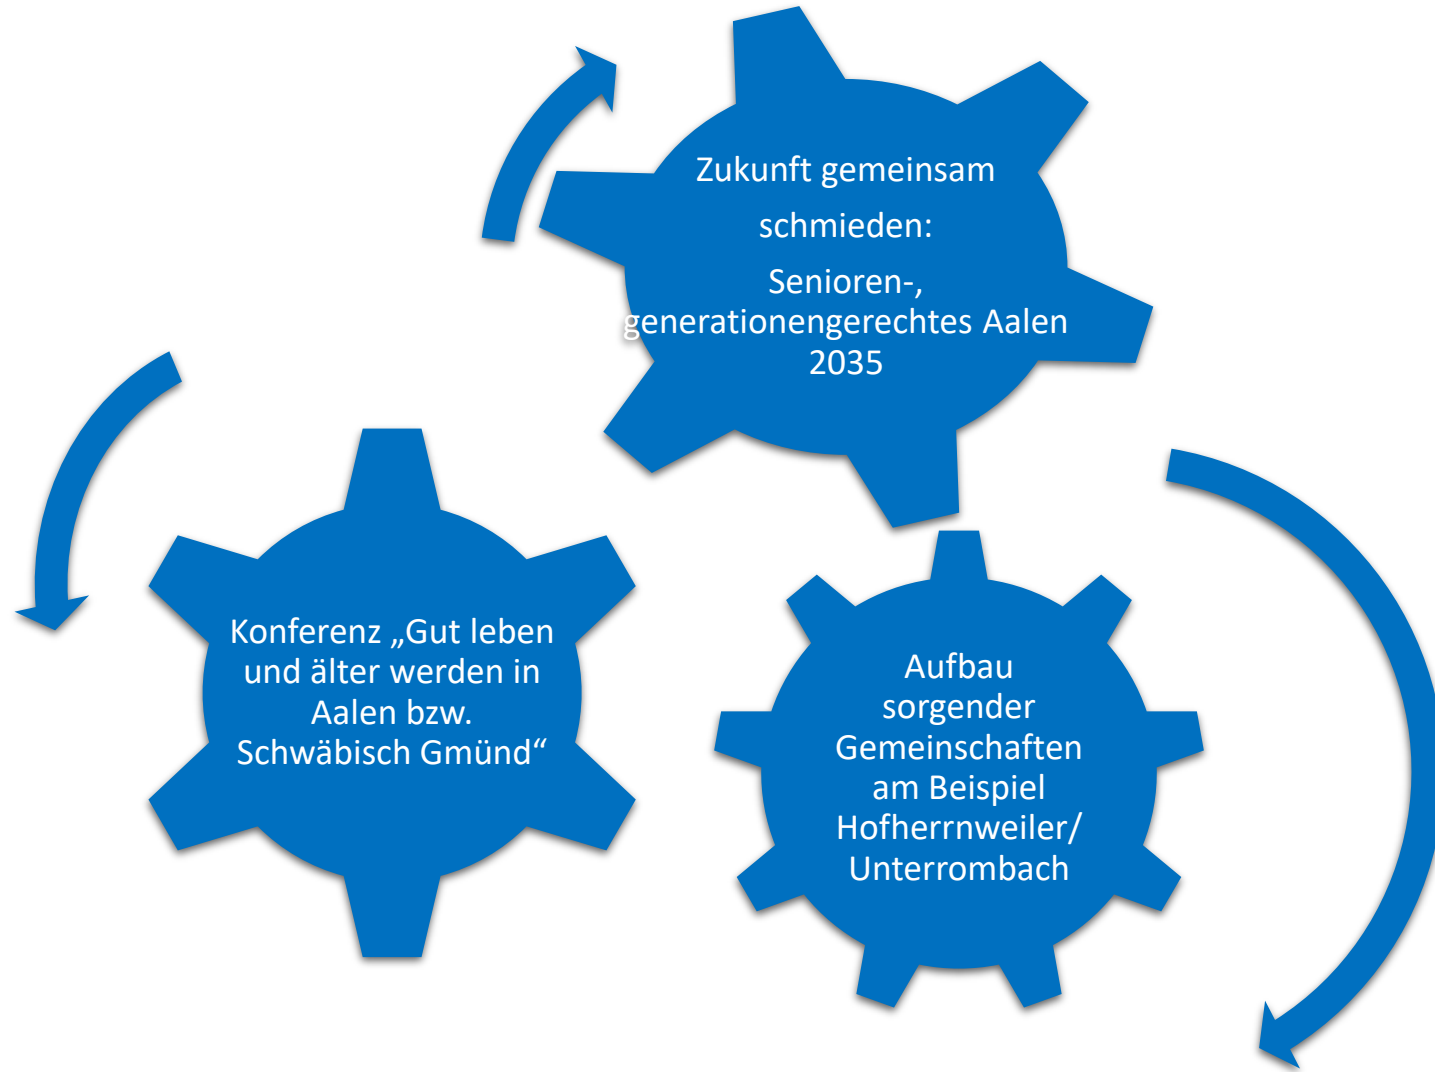 Zukunft gemeinsam
schmieden:
Senioren-,
generationengerechtes Aalen
2035
Konferenz „Gut leben
und älter werden in
Aalen bzw.
Schwäbisch Gmünd“
Aufbau
sorgender
Gemeinschaften
am Beispiel
Hofherrnweiler/
Unterrombach